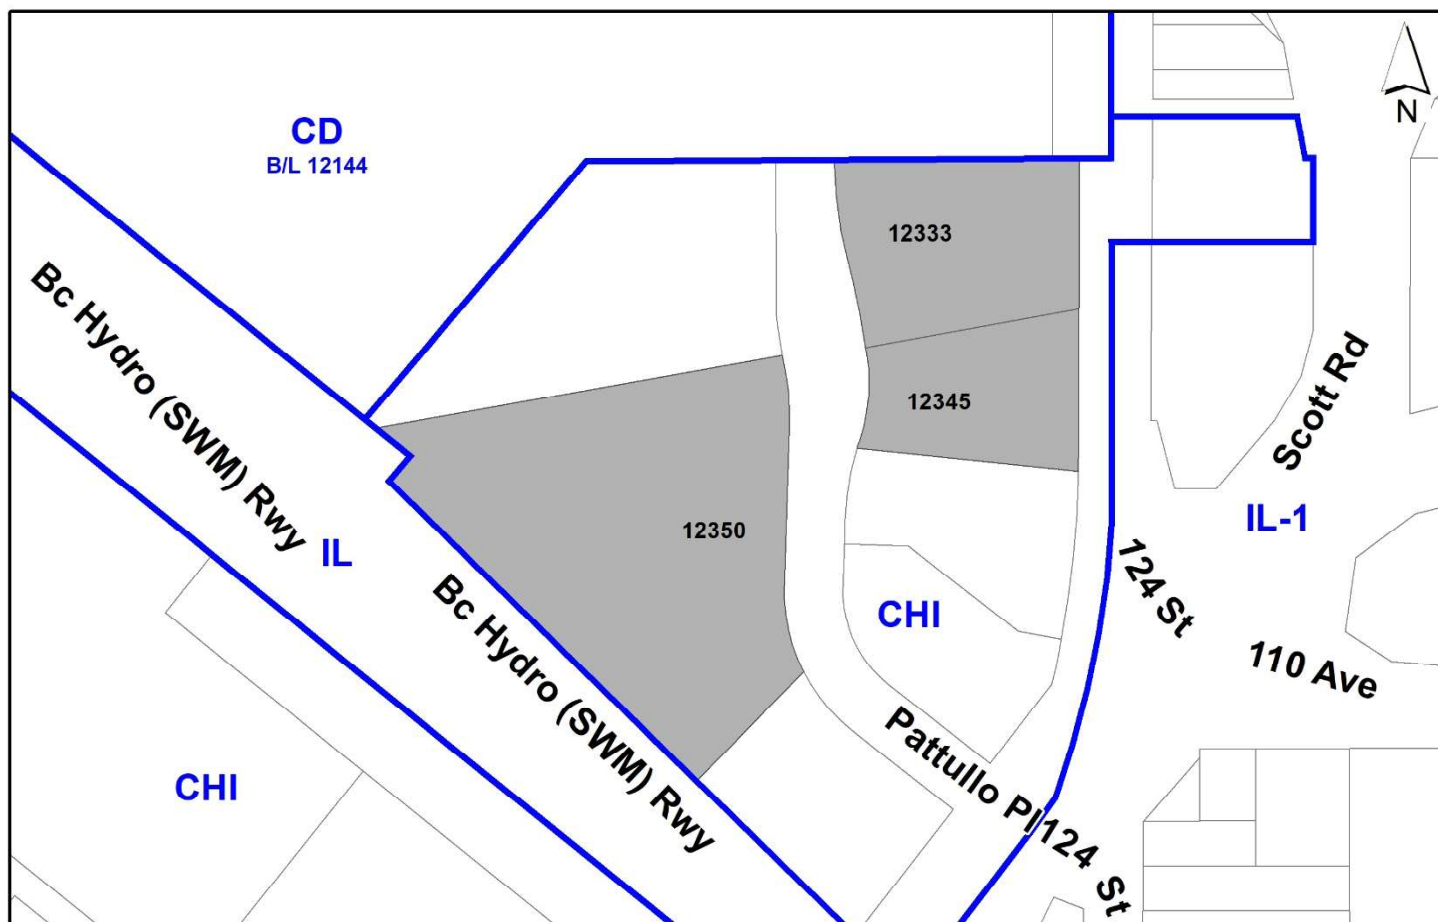 CD
B/L 12144
N
12333
Bc Hydro (SWM) Rwy
12345
Scott Rd
12350
IL-1
IL
124 St
CHI
110 Ave
Bc Hydro (SWM) Rwy
Pattullo Pl
124 St
CHI